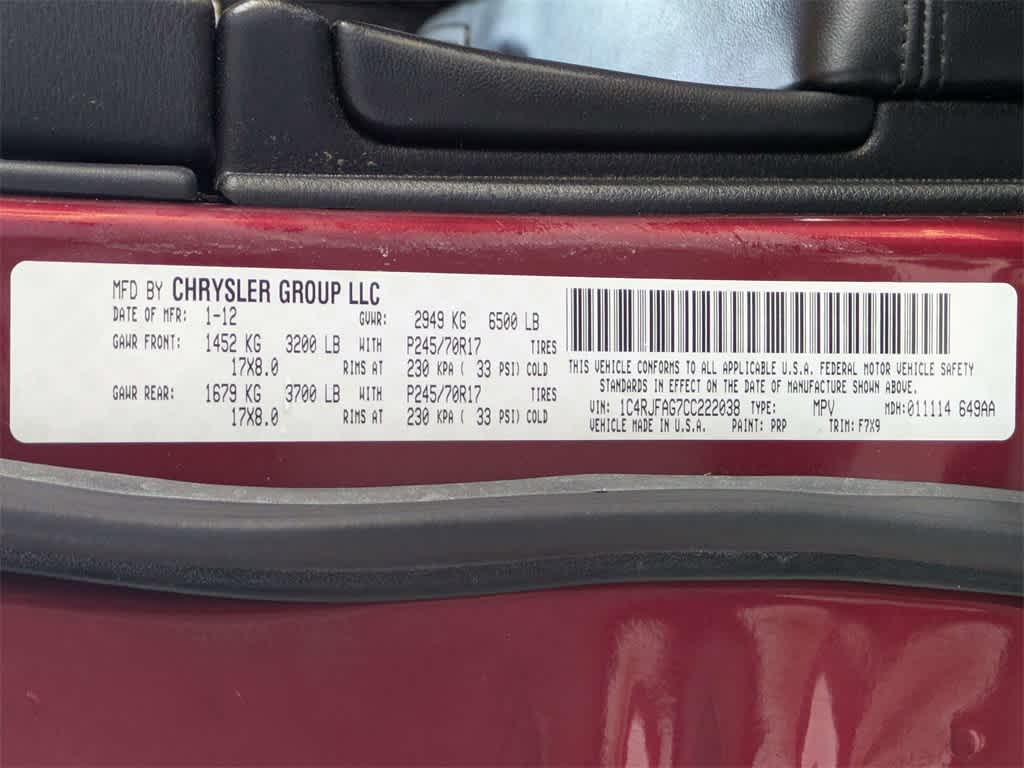 MFD BY CHRYSLER GROUP LLC
DATE OF MFR: 1-12 GVWR: 2949 KG 6500 LB
GAWR FRONT: 1452 KG 3200 LB WITH P245/70R17 TIRES
17X8.0 RIMS AT 230 KPA ( 33 PSI) COLD
GAWR REAR: 1679 KG 3700 LB WITH P245/70R17 TIRES
17X8.0 RIMS AT 230 KPA ( 33 PSI) COLD
THIS VEHICLE CONFORMS TO ALL APPLICABLE U.S.A. FEDERAL MOTOR VEHICLE SAFETY
STANDARDS IN EFFECT ON THE DATE OF MANUFACTURE SHOWN ABOVE.
VIN: 1C4RJFAG7CC222038 TYPE: MPV MDH:011114 649AA
VEHICLE MADE IN U.S.A. PAINT: PRP TRIM: F7X9